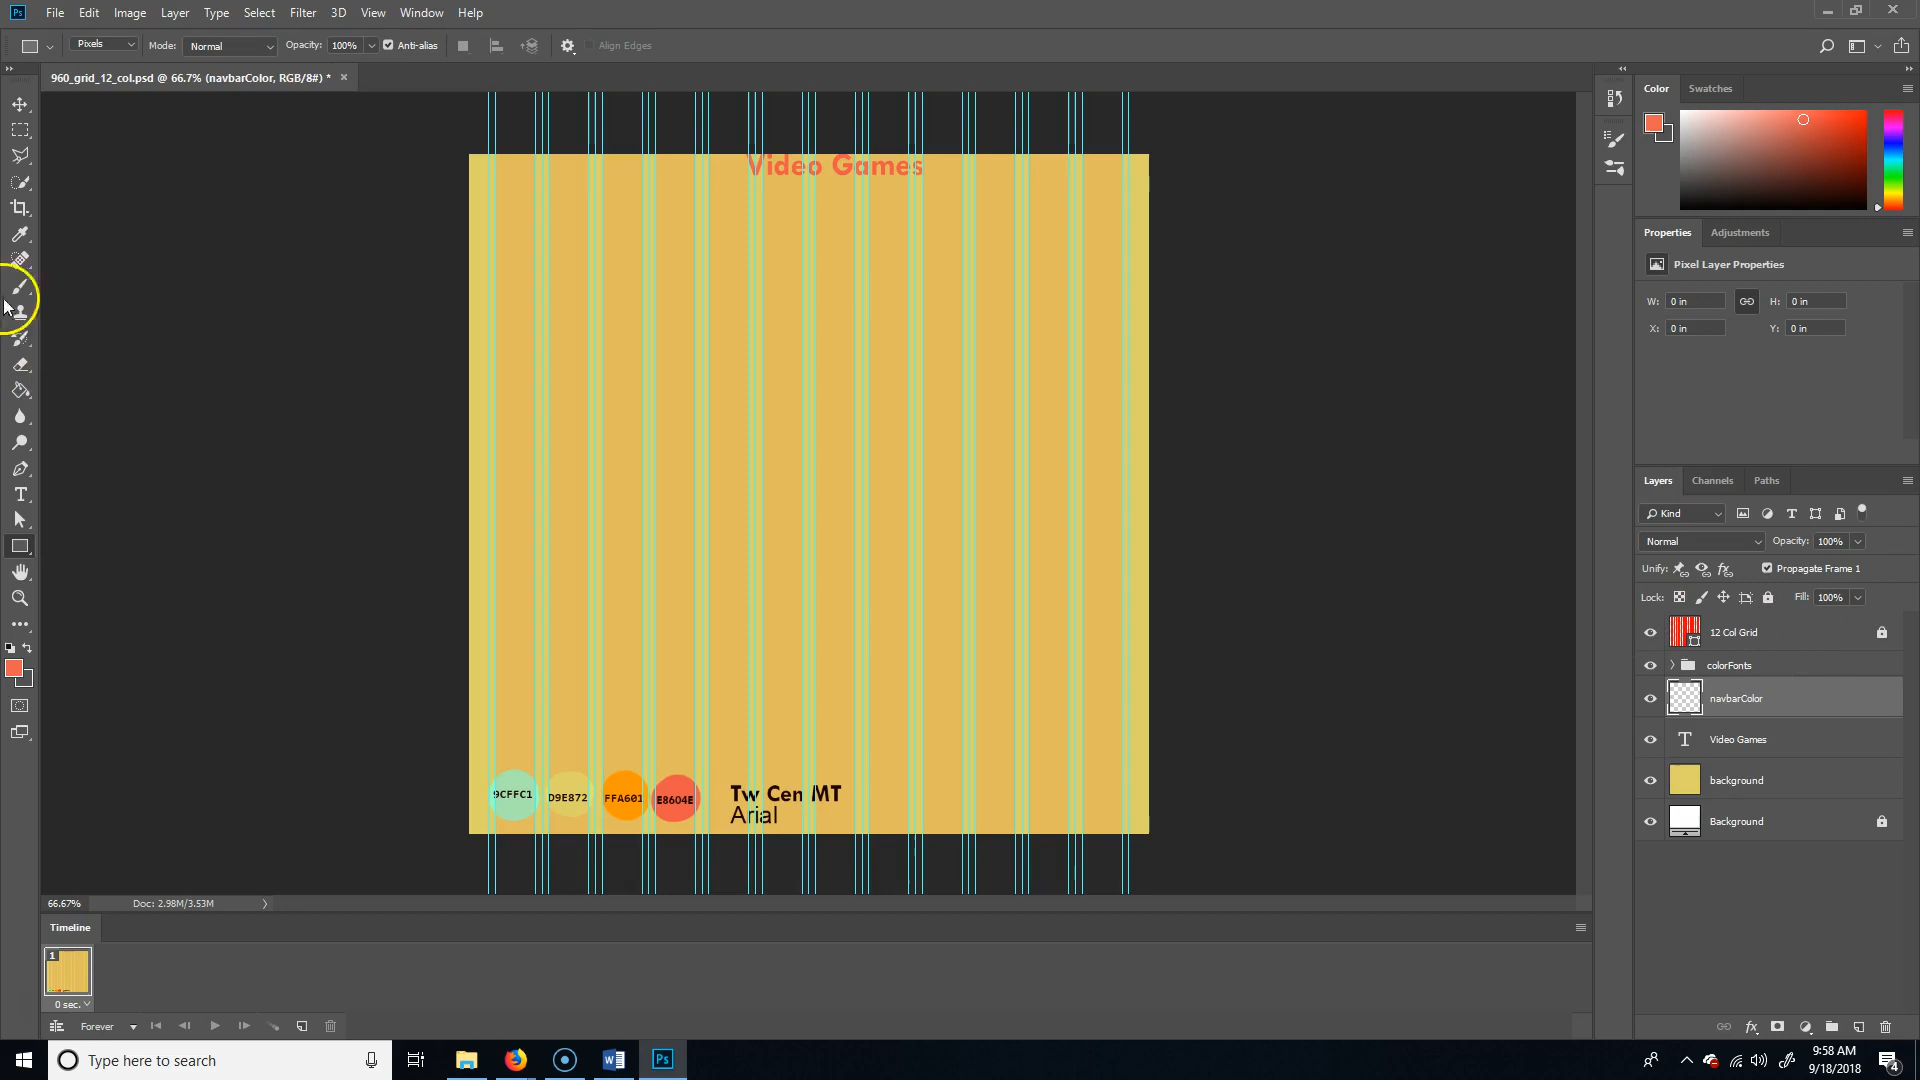 Ps File Edit Image Layer Type Select Filter 3D View Window Help
Pixels Mode: Normal Opacity: 100% Anti-alias Align Edges
960_grid_12_col.psd @ 66.7% (navbarColor, RGB/8#) * ×
Color Swatches
Video Games
Properties Adjustments
Pixel Layer Properties
W: 0 in H: 0 in
X: 0 in Y: 0 in
Layers Channels Paths
Kind
Normal Opacity: 100%
Unify: Propagate Frame 1
Lock: Fill: 100%
12 Col Grid
colorFonts
navbarColor
Video Games
background
Background
9CFFC1 D9E872 FFA601 E8604E
Tw Cen MT
Arial
66.67% Doc: 2.98M/3.53M
Timeline
1
0 sec.
Forever
Type here to search
Ps
9:58 AM
9/18/2018
4